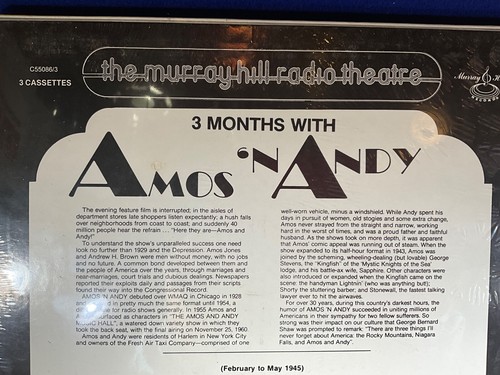 the murray hill radio theatre
C55086/3
3 CASSETTES
Murray H
RECORDS
3 MONTHS WITH
AMOS 'N ANDY
The evening feature film is interrupted; in the aisles of
department stores late shoppers listen expectantly; a hush falls
over neighborhoods from coast to coast; and suddenly 40
million people hear the refrain . . . "Here they are—Amos and
Andy!"
To understand the show's unparalleled success one need
look no further than 1929 and the Depression. Amos Jones
and Andrew H. Brown were men without money, with no jobs
and no future. A common bond developed between them and
the people of America over the years, through marriages and
near-marriages, court trials and dubious dealings. Newspapers
reported their exploits daily and passages from their scripts
found their way into the Congressional Record.
AMOS 'N ANDY debuted over WMAQ in Chicago in 1928
and in pretty much the same format until 1954, a
time for radio shows generally. In 1955 Amos and
surfaced as characters in "THE AMOS AND ANDY
MUSIC HALL", a watered down variety show in which they
took the back seat, with the final airing on November 25, 1960.
Amos and Andy were residents of Harlem in New York City
and owners of the Fresh Air Taxi Company—comprised of one
well-worn vehicle, minus a windshield. While Andy spent his
days in pursuit of women, old stogies and some extra change,
Amos never strayed from the straight and narrow, working
hard in the worst of times, and was a proud father and faithful
husband. As the shows took on more depth, it was apparent
that Amos' comic appeal was running out of steam. When the
show expanded to its half-hour format in 1943, Amos was
joined by the scheming, wheeling-dealing (but lovable) George
Stevens, the "Kingfish" of the 'Mystic Knights of the Sea'
lodge, and his battle-ax wife, Sapphire. Other characters were
also introduced or expanded when the Kingfish came on the
scene: the handyman Lightnin' (who was anything but);
Shorty the stuttering barber; and Stonewall, the fastest talking
lawyer ever to hit the airwaves.
For over 30 years, during this country's darkest hours, the
humor of AMOS 'N ANDY succeeded in uniting millions of
Americans in their sympathy for two fellow sufferers. So
strong was their impact on our culture that George Bernard
Shaw was prompted to remark: "There are three things I'll
never forget about America: the Rocky Mountains, Niagara
Falls, and Amos and Andy".
(February to May 1945)